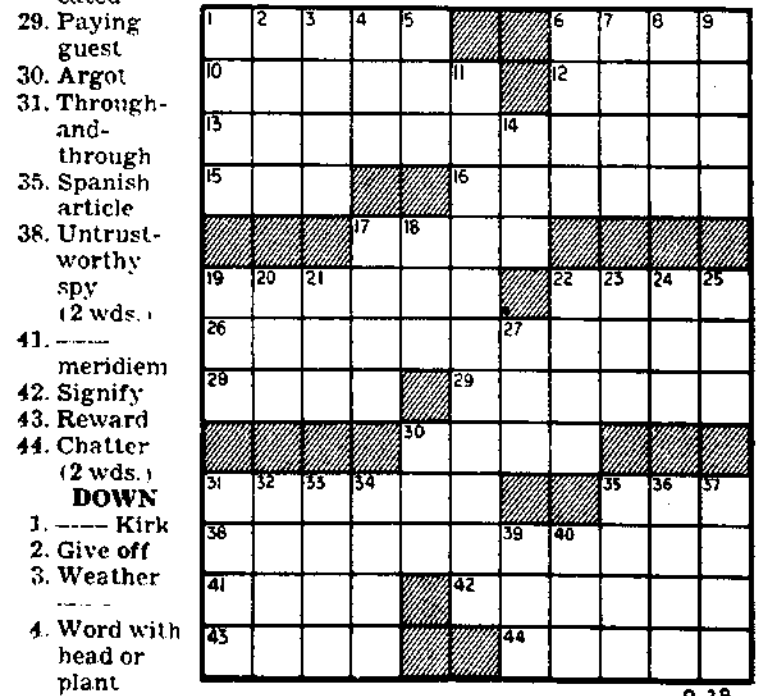 29. Paying
guest
30. Argot
31. Through-
and-
through
35. Spanish
article
38. Untrust-
worthy
spy
(2 wds.)
41. ----
meridiem
42. Signify
43. Reward
44. Chatter
(2 wds.)
DOWN
1. ---- Kirk
2. Give off
3. Weather
----
4. Word with
head or
plant
1 2 3 4 5 6 7 8 9
10 11 12
13 14
15 16
17 18
19 20 21 22 23 24 25
26 27
28 29
30
31 32 33 34 35 36 37
38 39 40
41 42
43 44